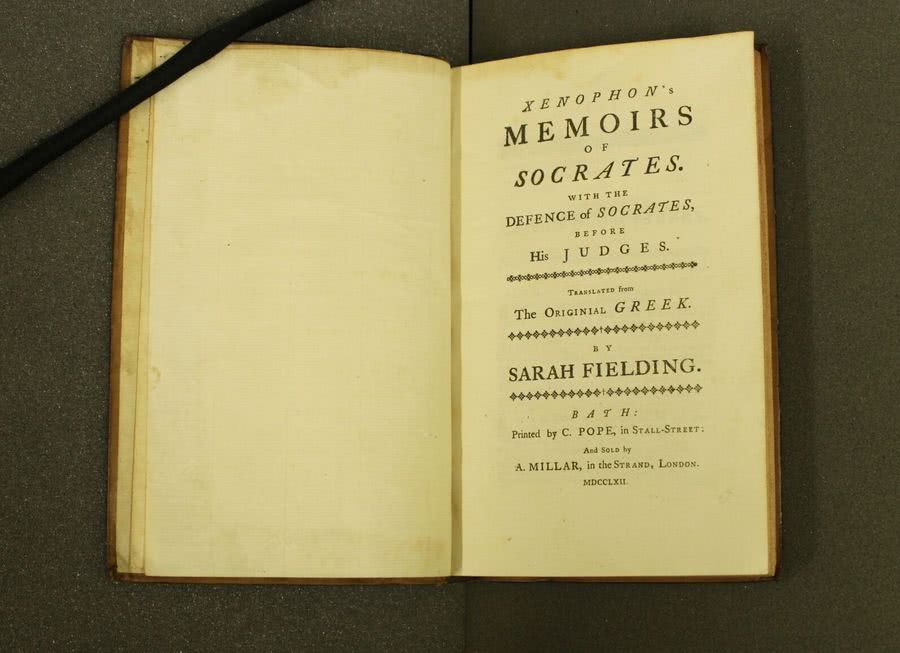 XENOPHON's
MEMOIRS
OF
SOCRATES.
WITH THE
DEFENCE of SOCRATES,
BEFORE
His JUDGES.
TRANSLATED from
The ORIGINIAL GREEK.
BY
SARAH FIELDING.
BATH:
Printed by C. POPE, in STALL-STREET:
And SOLD by
A. MILLAR, in the STRAND, LONDON.
MDCCLXII.